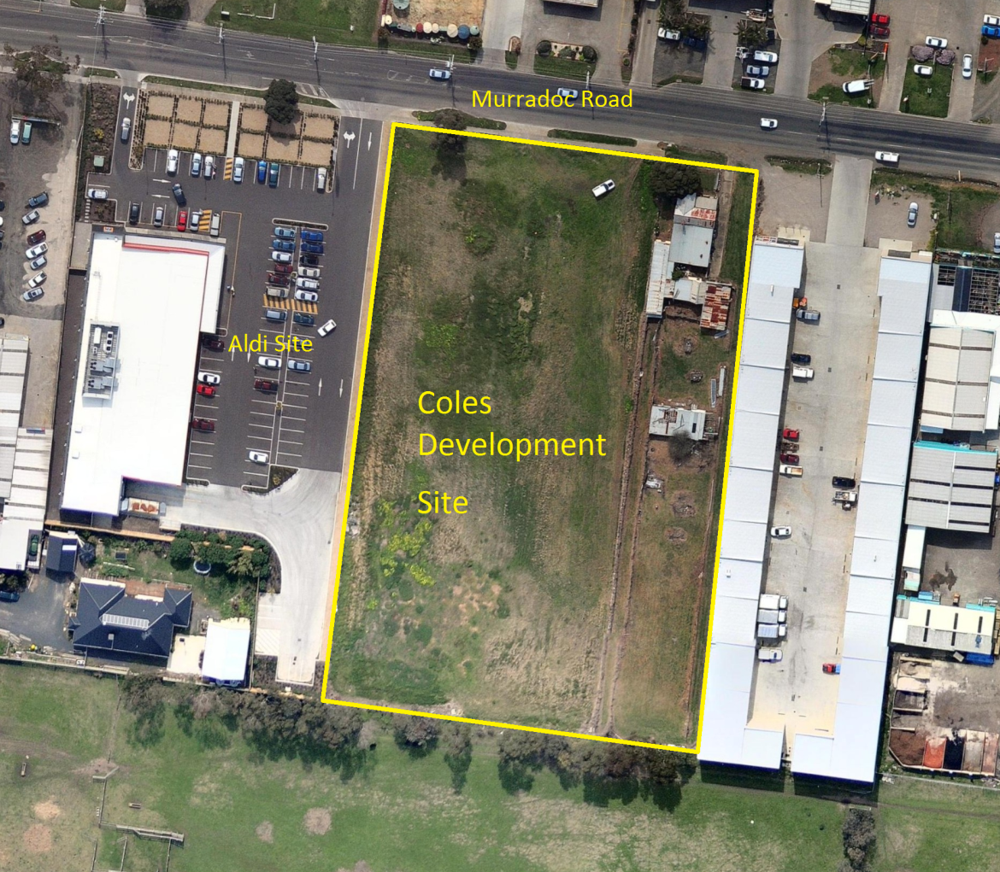 Murradoc Road
Aldi Site
Coles
Development
Site